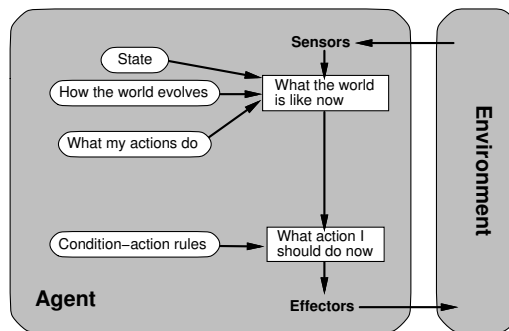 Sensors
State
How the world evolves
What my actions do
What the world
is like now
Condition−action rules
What action I
should do now
Agent
Effectors
Environment